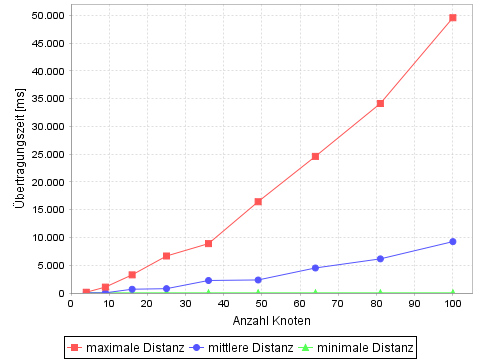 50.000
45.000
40.000
35.000
30.000
25.000
20.000
15.000
10.000
5.000
0
Übertragungszeit [ms]
0 10 20 30 40 50 60 70 80 90 100
Anzahl Knoten
maximale Distanz mittlere Distanz minimale Distanz